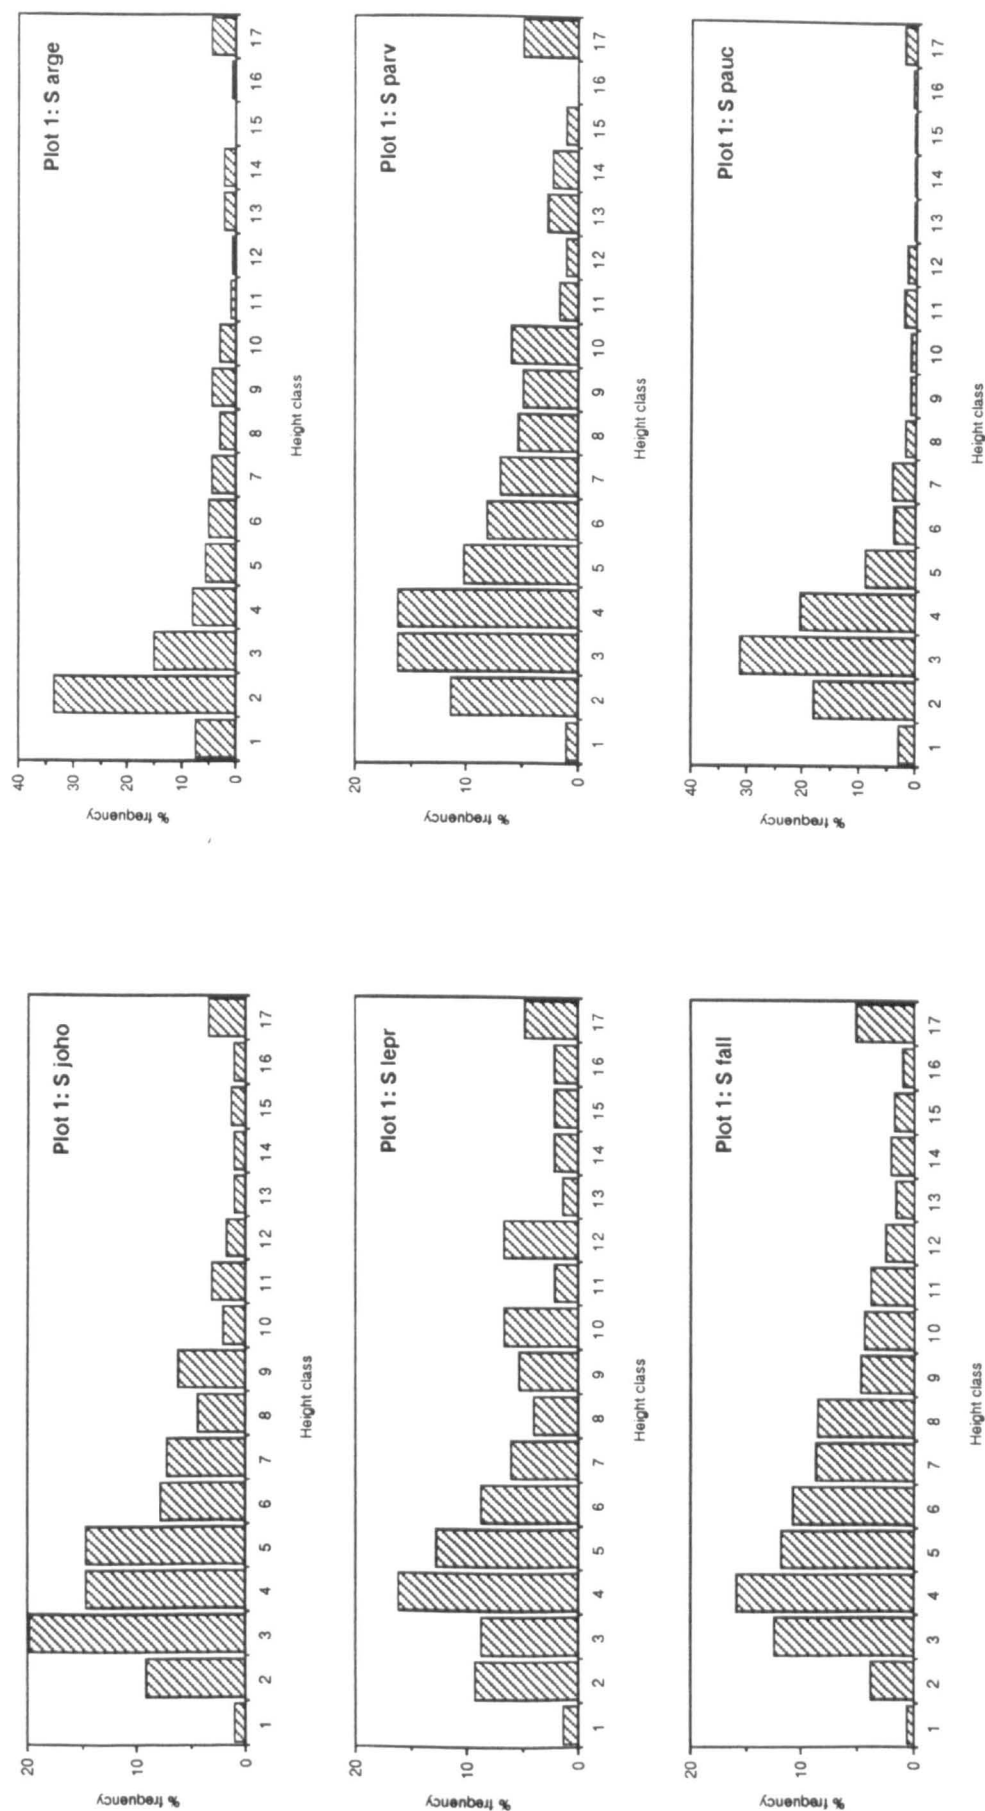 Plot 1: S joho
% frequency
20
10
0
1 2 3 4 5 6 7 8 9 10 11 12 13 14 15 16 17
Height class
Plot 1: S arge
% frequency
40
30
20
10
0
1 2 3 4 5 6 7 8 9 10 11 12 13 14 15 16 17
Height class
Plot 1: S lepr
% frequency
20
10
0
1 2 3 4 5 6 7 8 9 10 11 12 13 14 15 16 17
Height class
Plot 1: S parv
% frequency
20
10
0
1 2 3 4 5 6 7 8 9 10 11 12 13 14 15 16 17
Height class
Plot 1: S fall
% frequency
20
10
0
1 2 3 4 5 6 7 8 9 10 11 12 13 14 15 16 17
Height class
Plot 1: S pauc
% frequency
40
30
20
10
0
1 2 3 4 5 6 7 8 9 10 11 12 13 14 15 16 17
Height class